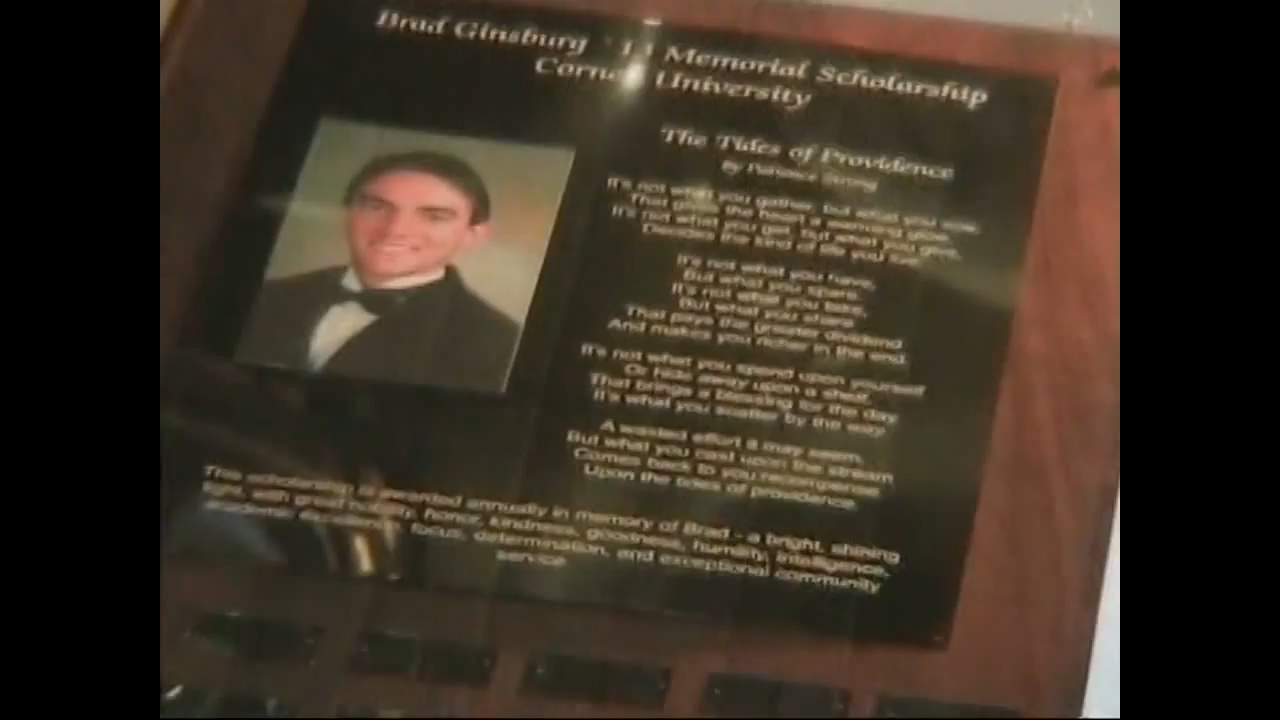 Brad Ginsburg Memorial Scholarship
University
The Tides of Providence
by
It's not what you gather, but what you sow,
That gives the heart a warming glow.
It's not what you get, but what you give,
Decides the kind of life you live.
It's not what you have,
But what you spare.
It's not what you take,
But what you share
That pays the greater dividend
And makes you richer in the end.
It's not what you spend upon yourself
Or hide away upon a shelf,
That brings a blessing for the day
It's what you scatter by the way.
A wasted effort it may seem,
But what you cast upon the stream
Comes back to you recompense
Upon the tides of providence.
This scholarship is awarded annually in memory of Brad - a bright, shining
light, with great nobility, honor, kindness, goodness, humility, intelligence,
academic focus, determination, and exceptional community
service